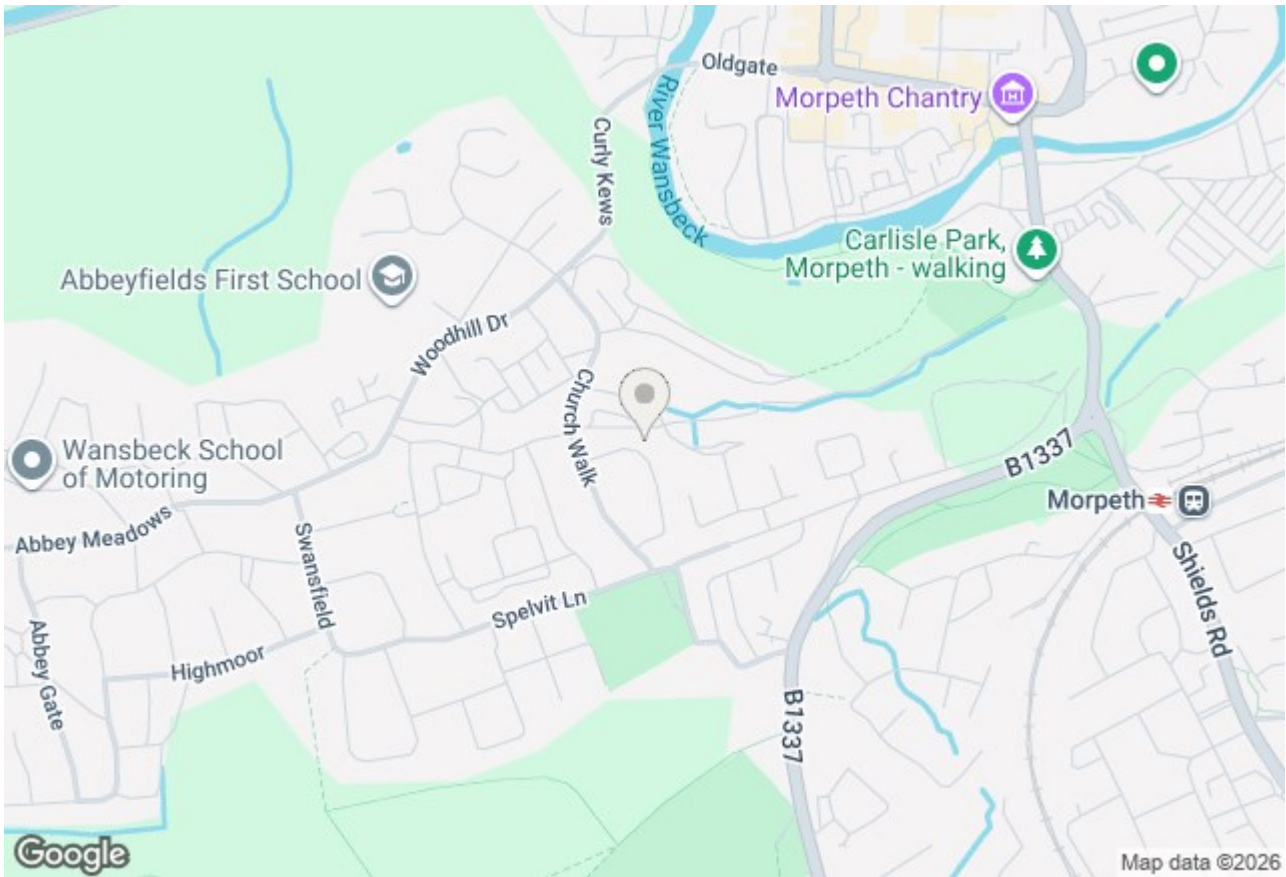 Oldgate
Morpeth Chantry
River Wansbeck
Curly Kews
Carlisle Park,
Morpeth - walking
Abbeyfields First School
Woodhill Dr
Church Walk
Wansbeck School
of Motoring
B1337
Morpeth
Abbey Meadows
Swansfield
Shields Rd
Spelvit Ln
Abbey Gate
Highmoor
B1337
Google
Map data ©2026